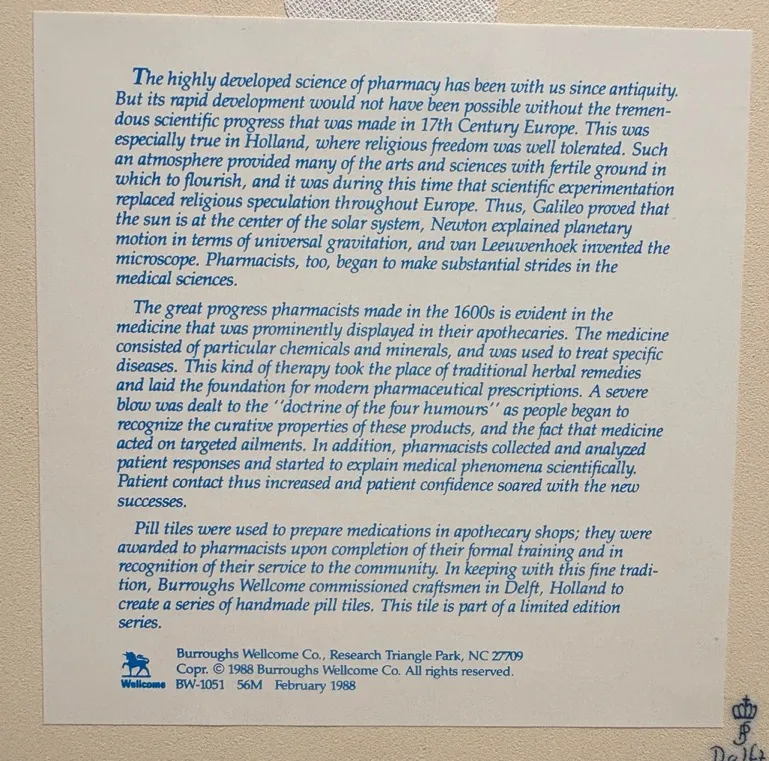 The highly developed science of pharmacy has been with us since antiquity.
But its rapid development would not have been possible without the tremen-
dous scientific progress that was made in 17th Century Europe. This was
especially true in Holland, where religious freedom was well tolerated. Such
an atmosphere provided many of the arts and sciences with fertile ground in
which to flourish, and it was during this time that scientific experimentation
replaced religious speculation throughout Europe. Thus, Galileo proved that
the sun is at the center of the solar system, Newton explained planetary
motion in terms of universal gravitation, and van Leeuwenhoek invented the
microscope. Pharmacists, too, began to make substantial strides in the
medical sciences.
The great progress pharmacists made in the 1600s is evident in the
medicine that was prominently displayed in their apothecaries. The medicine
consisted of particular chemicals and minerals, and was used to treat specific
diseases. This kind of therapy took the place of traditional herbal remedies
and laid the foundation for modern pharmaceutical prescriptions. A severe
blow was dealt to the ''doctrine of the four humours'' as people began to
recognize the curative properties of these products, and the fact that medicine
acted on targeted ailments. In addition, pharmacists collected and analyzed
patient responses and started to explain medical phenomena scientifically.
Patient contact thus increased and patient confidence soared with the new
successes.
Pill tiles were used to prepare medications in apothecary shops; they were
awarded to pharmacists upon completion of their formal training and in
recognition of their service to the community. In keeping with this fine tradi-
tion, Burroughs Wellcome commissioned craftsmen in Delft, Holland to
create a series of handmade pill tiles. This tile is part of a limited edition
series.
Burroughs Wellcome Co., Research Triangle Park, NC 27709
Copr. © 1988 Burroughs Wellcome Co. All rights reserved.
Wellcome BW-1051 56M February 1988
Delft